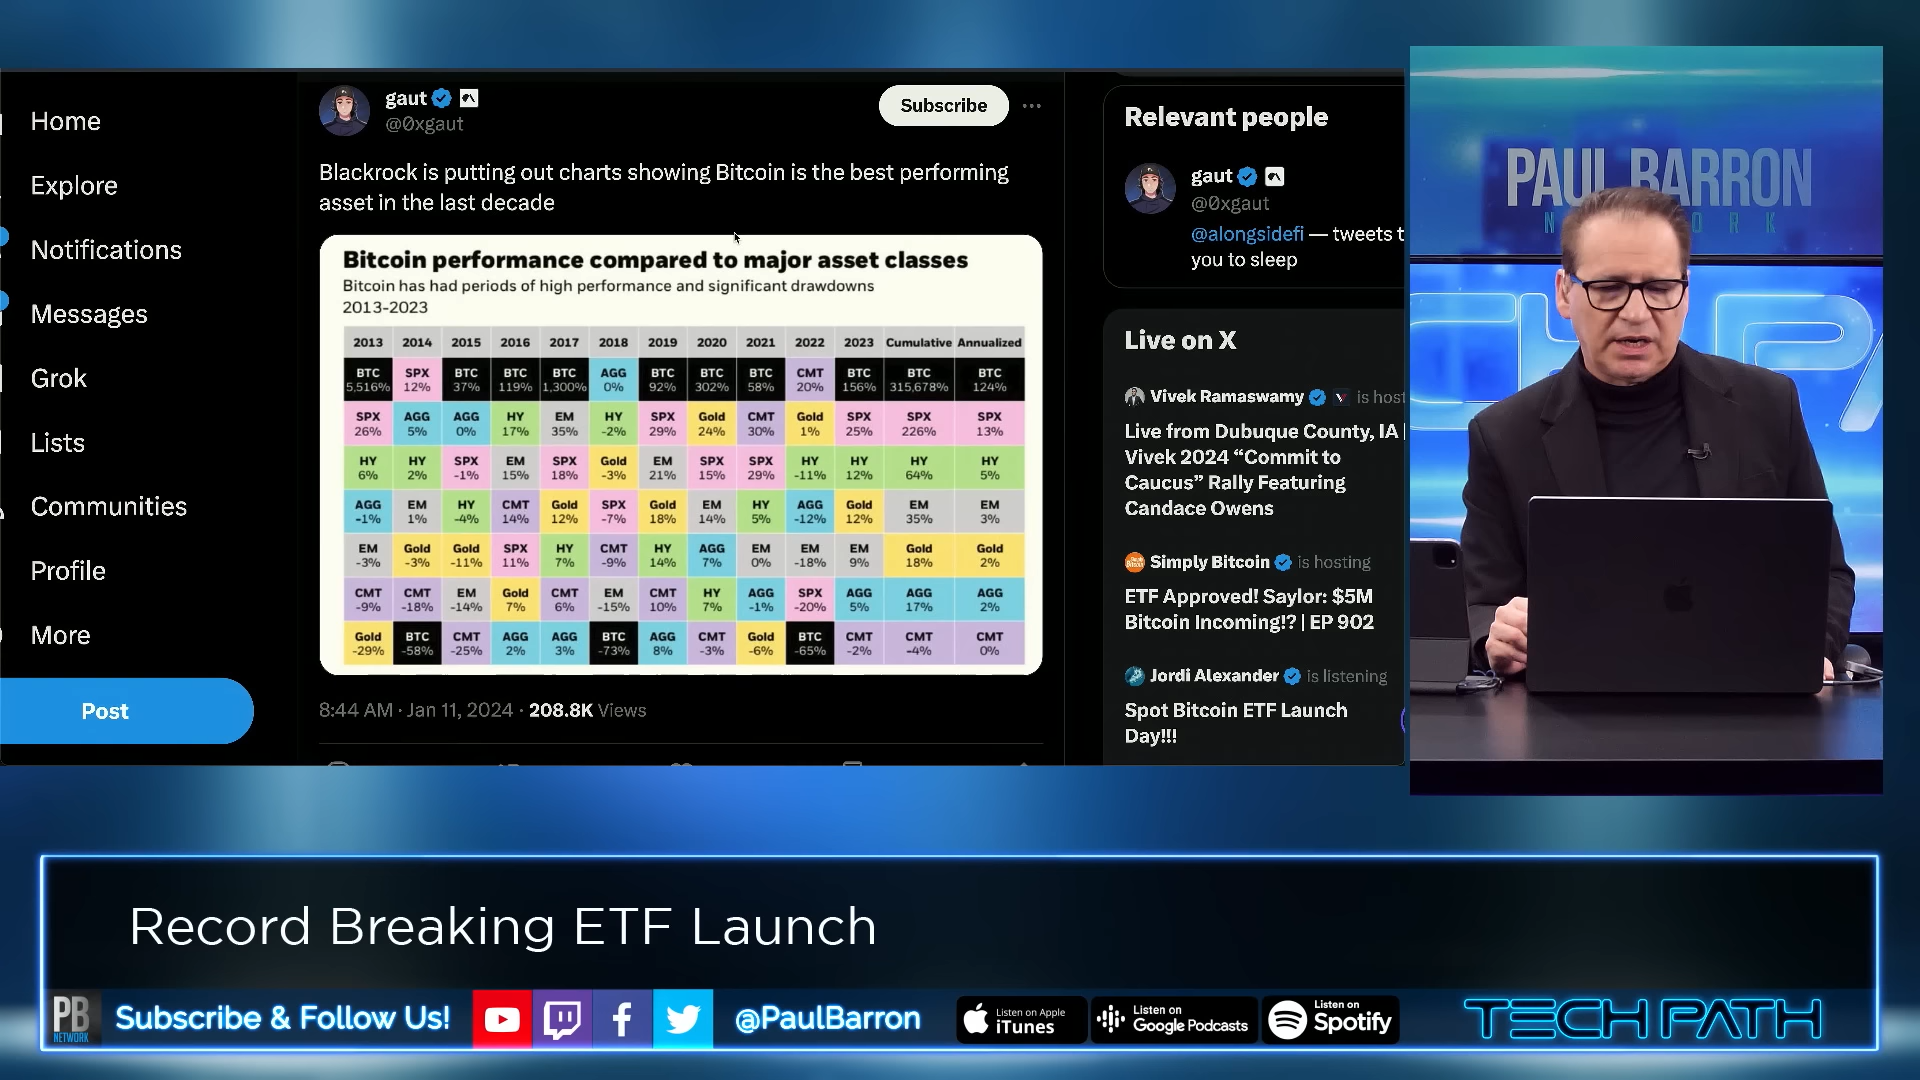 Home
Explore
Notifications
Messages
Grok
Lists
Communities
Profile
More
Post
gaut
@0xgaut
Subscribe
Blackrock is putting out charts showing Bitcoin is the best performing
asset in the last decade
Bitcoin performance compared to major asset classes
Bitcoin has had periods of high performance and significant drawdowns
2013-2023
2013 2014 2015 2016 2017 2018 2019 2020 2021 2022 2023 Cumulative Annualized
BTC SPX BTC BTC BTC AGG BTC BTC BTC CMT BTC BTC BTC
5,516% 12% 37% 119% 1,300% 0% 92% 302% 58% 20% 156% 315,678% 124%
SPX AGG AGG HY EM HY SPX Gold CMT Gold SPX SPX SPX
26% 5% 0% 17% 35% -2% 29% 24% 30% 1% 25% 226% 13%
HY HY SPX EM SPX Gold EM SPX SPX HY HY HY HY
6% 2% -1% 15% 18% -3% 21% 15% 29% -11% 12% 64% 5%
AGG EM HY CMT Gold SPX Gold EM HY AGG Gold EM EM
-1% 1% -4% 14% 12% -7% 18% 14% 5% -12% 12% 35% 3%
EM Gold Gold SPX HY CMT HY AGG EM EM EM Gold Gold
-3% -3% -11% 11% 7% -9% 14% 7% 0% -18% 9% 18% 2%
CMT CMT EM Gold CMT EM CMT HY AGG SPX AGG AGG AGG
-9% -18% -14% 7% 6% -15% 10% 7% -1% -20% 5% 17% 2%
Gold BTC CMT AGG AGG BTC AGG CMT Gold BTC CMT CMT CMT
-29% -58% -25% 2% 3% -73% 8% -3% -6% -65% -2% -4% 0%
8:44 AM · Jan 11, 2024 · 208.8K Views
Relevant people
gaut
@0xgaut
@alongsidefi — tweets t
you to sleep
Live on X
Vivek Ramaswamy is host
Live from Dubuque County, IA |
Vivek 2024 “Commit to
Caucus” Rally Featuring
Candace Owens
Simply Bitcoin is hosting
ETF Approved! Saylor: $5M
Bitcoin Incoming!? | EP 902
Jordi Alexander is listening
Spot Bitcoin ETF Launch
Day!!!
PAUL BARRON
Record Breaking ETF Launch
PB
NETWORK
Subscribe & Follow Us!
@PaulBarron
Listen on Apple
iTunes
Listen on
Google Podcasts
Listen on
Spotify
TECH PATH